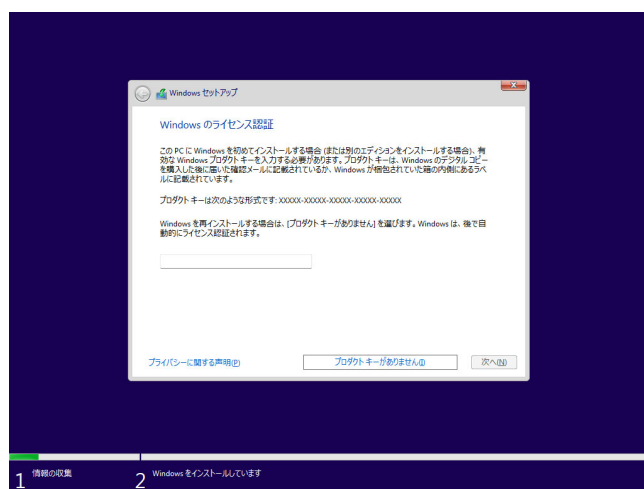 Windows セットアップ
Windows のライセンス認証
この PC に Windows を初めてインストールする場合 (または別のエディションをインストールする場合)、有
効な Windows プロダクト キーを入力する必要があります。プロダクト キーは、Windows のデジタル コピー
を購入した後に届いた確認メールに記載されているか、Windows が梱包されていた箱の内側にあるラベ
ルに記載されています。
プロダクト キーは次のような形式です: XXXXX-XXXXX-XXXXX-XXXXX-XXXXX
Windows を再インストールする場合は、[プロダクト キーがありません] を選びます。Windows は、後で自
動的にライセンス認証されます。
プライバシーに関する声明(P)
プロダクト キーがありません(I)
次へ(N)
1 情報の収集
2 Windows をインストールしています